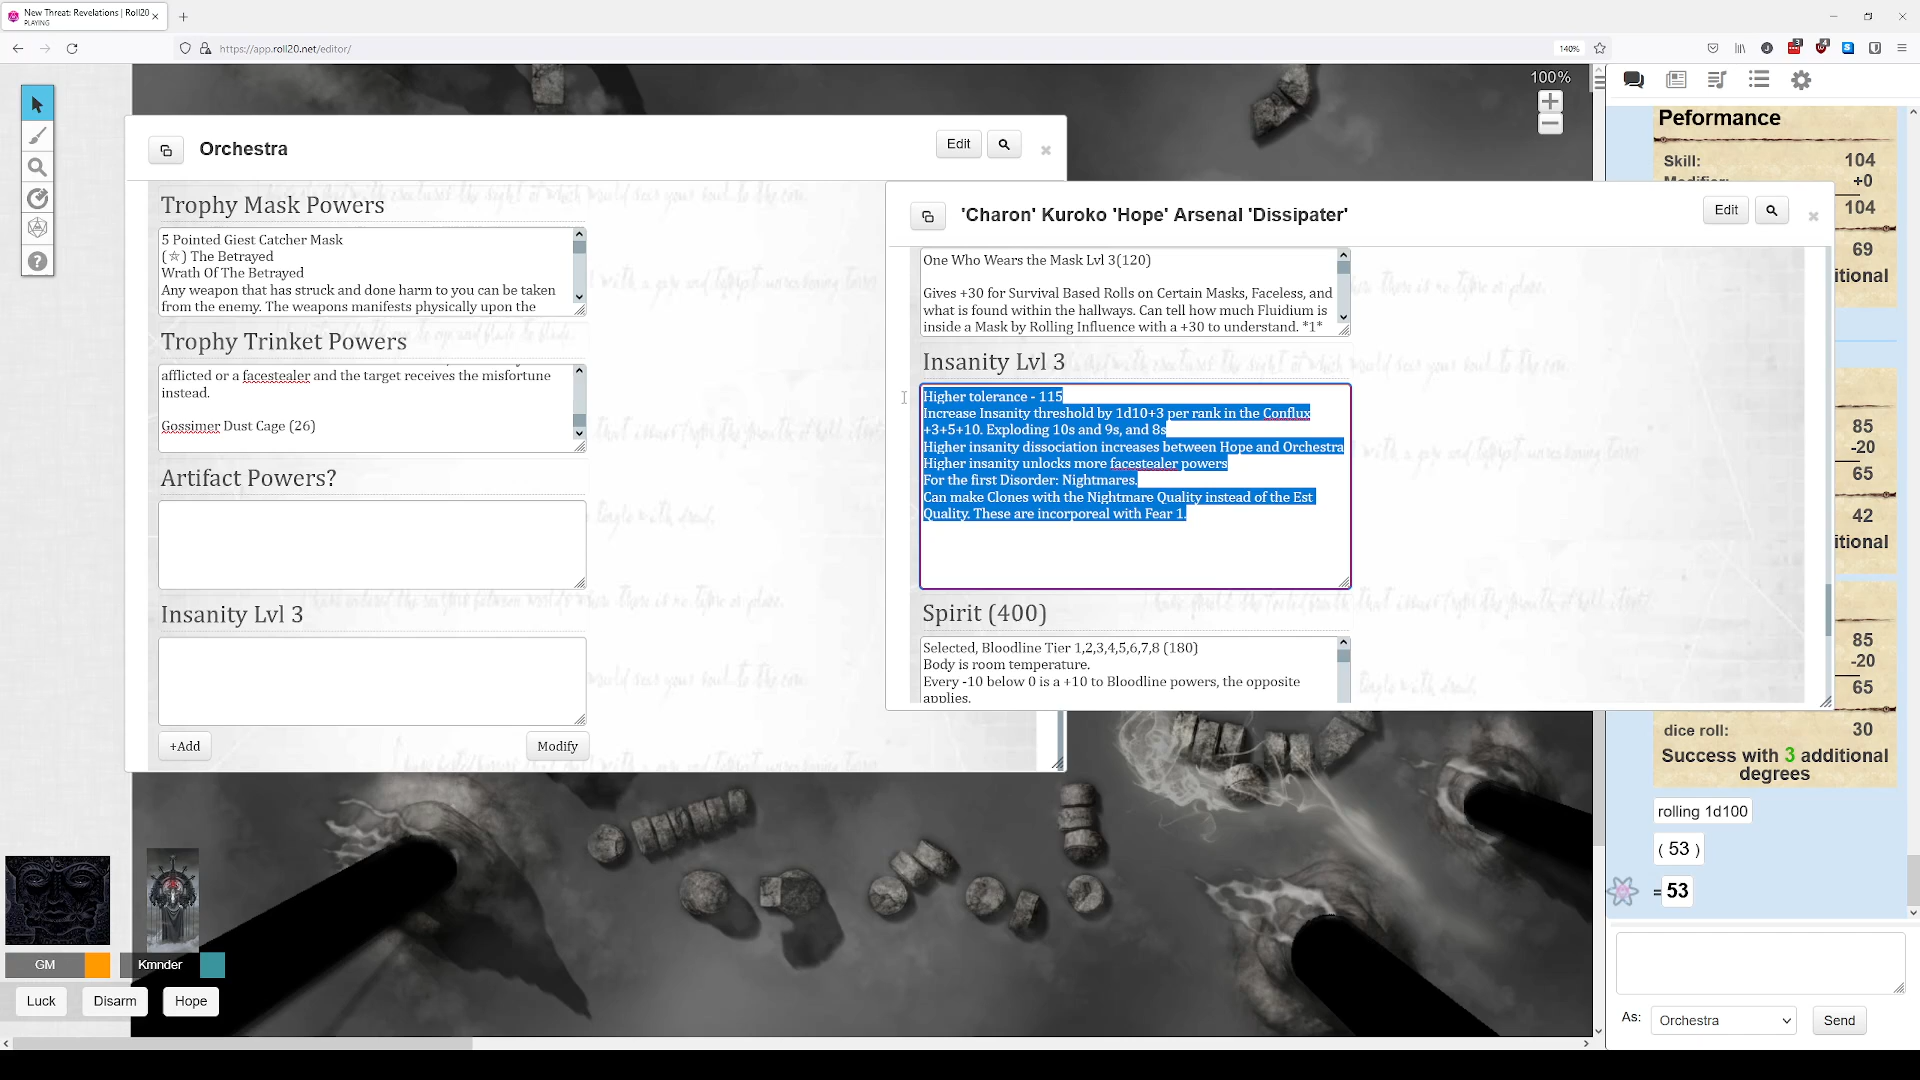 New Threat: Revelations | Roll20
PLAYING
https://app.roll20.net/editor/
140%
3
4
100%
Orchestra
Edit
Trophy Mask Powers
5 Pointed Giest Catcher Mask
(☆) The Betrayed
Wrath Of The Betrayed
Any weapon that has struck and done harm to you can be taken
from the enemy. The weapons manifests physically upon the
Trophy Trinket Powers
afflicted or a facestealer and the target receives the misfortune
instead.
Gossimer Dust Cage (26)
Artifact Powers?
Insanity Lvl 3
+Add
Modify
'Charon' Kuroko 'Hope' Arsenal 'Dissipater'
Edit
One Who Wears the Mask Lvl 3(120)
Gives +30 for Survival Based Rolls on Certain Masks, Faceless, and
what is found within the hallways. Can tell how much Fluidium is
inside a Mask by Rolling Influence with a +30 to understand. *1*
Insanity Lvl 3
Higher tolerance - 115
Increase Insanity threshold by 1d10+3 per rank in the Conflux
+3+5+10. Exploding 10s and 9s, and 8s
Higher insanity dissociation increases between Hope and Orchestra
Higher insanity unlocks more facestealer powers
For the first Disorder: Nightmares.
Can make Clones with the Nightmare Quality instead of the Est
Quality. These are incorporeal with Fear 1.
Spirit (400)
Selected, Bloodline Tier 1,2,3,4,5,6,7,8 (180)
Body is room temperature.
Every -10 below 0 is a +10 to Bloodline powers, the opposite
applies.
Peformance
Skill: 104
+0
104
69
itional
85
-20
65
42
itional
85
-20
65
dice roll: 30
Success with 3 additional
degrees
rolling 1d100
(53)
=53
GM
Kmnder
Luck
Disarm
Hope
As:
Orchestra
Send